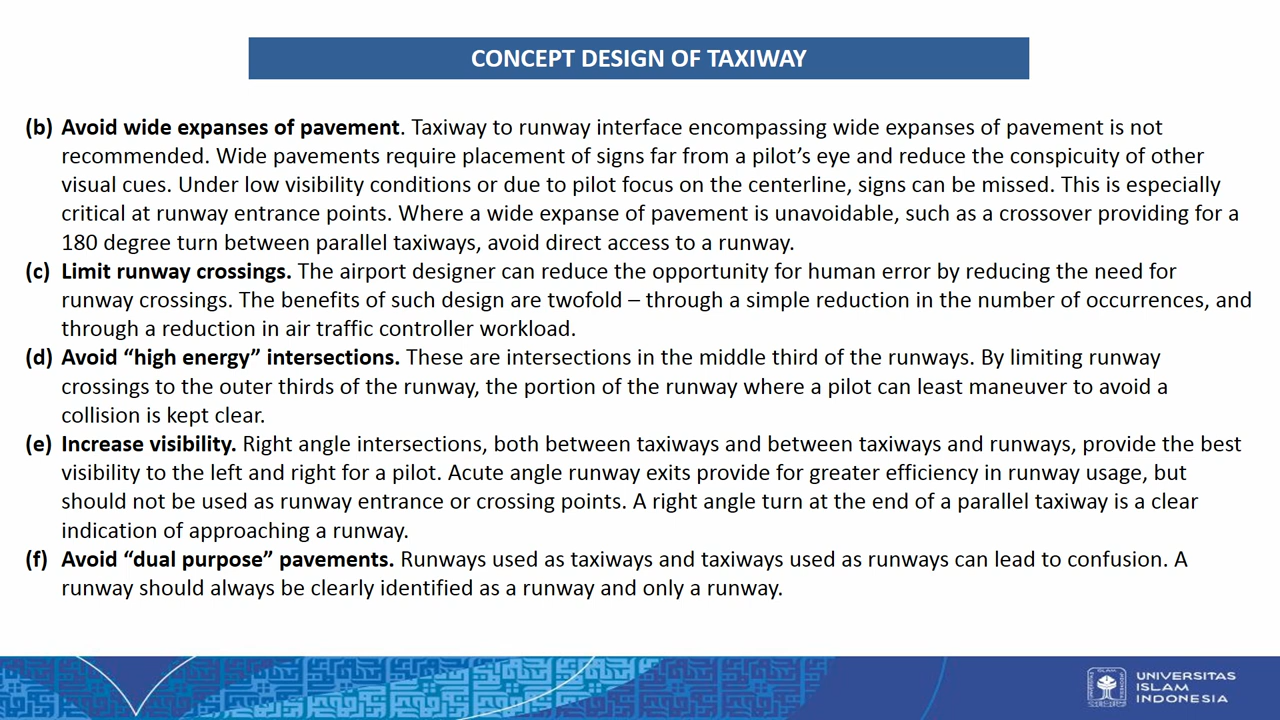 CONCEPT DESIGN OF TAXIWAY
(b) Avoid wide expanses of pavement. Taxiway to runway interface encompassing wide expanses of pavement is not
recommended. Wide pavements require placement of signs far from a pilot’s eye and reduce the conspicuity of other
visual cues. Under low visibility conditions or due to pilot focus on the centerline, signs can be missed. This is especially
critical at runway entrance points. Where a wide expanse of pavement is unavoidable, such as a crossover providing for a
180 degree turn between parallel taxiways, avoid direct access to a runway.
(c) Limit runway crossings. The airport designer can reduce the opportunity for human error by reducing the need for
runway crossings. The benefits of such design are twofold – through a simple reduction in the number of occurrences, and
through a reduction in air traffic controller workload.
(d) Avoid “high energy” intersections. These are intersections in the middle third of the runways. By limiting runway
crossings to the outer thirds of the runway, the portion of the runway where a pilot can least maneuver to avoid a
collision is kept clear.
(e) Increase visibility. Right angle intersections, both between taxiways and between taxiways and runways, provide the best
visibility to the left and right for a pilot. Acute angle runway exits provide for greater efficiency in runway usage, but
should not be used as runway entrance or crossing points. A right angle turn at the end of a parallel taxiway is a clear
indication of approaching a runway.
(f) Avoid “dual purpose” pavements. Runways used as taxiways and taxiways used as runways can lead to confusion. A
runway should always be clearly identified as a runway and only a runway.
UNIVERSITAS
ISLAM
INDONESIA